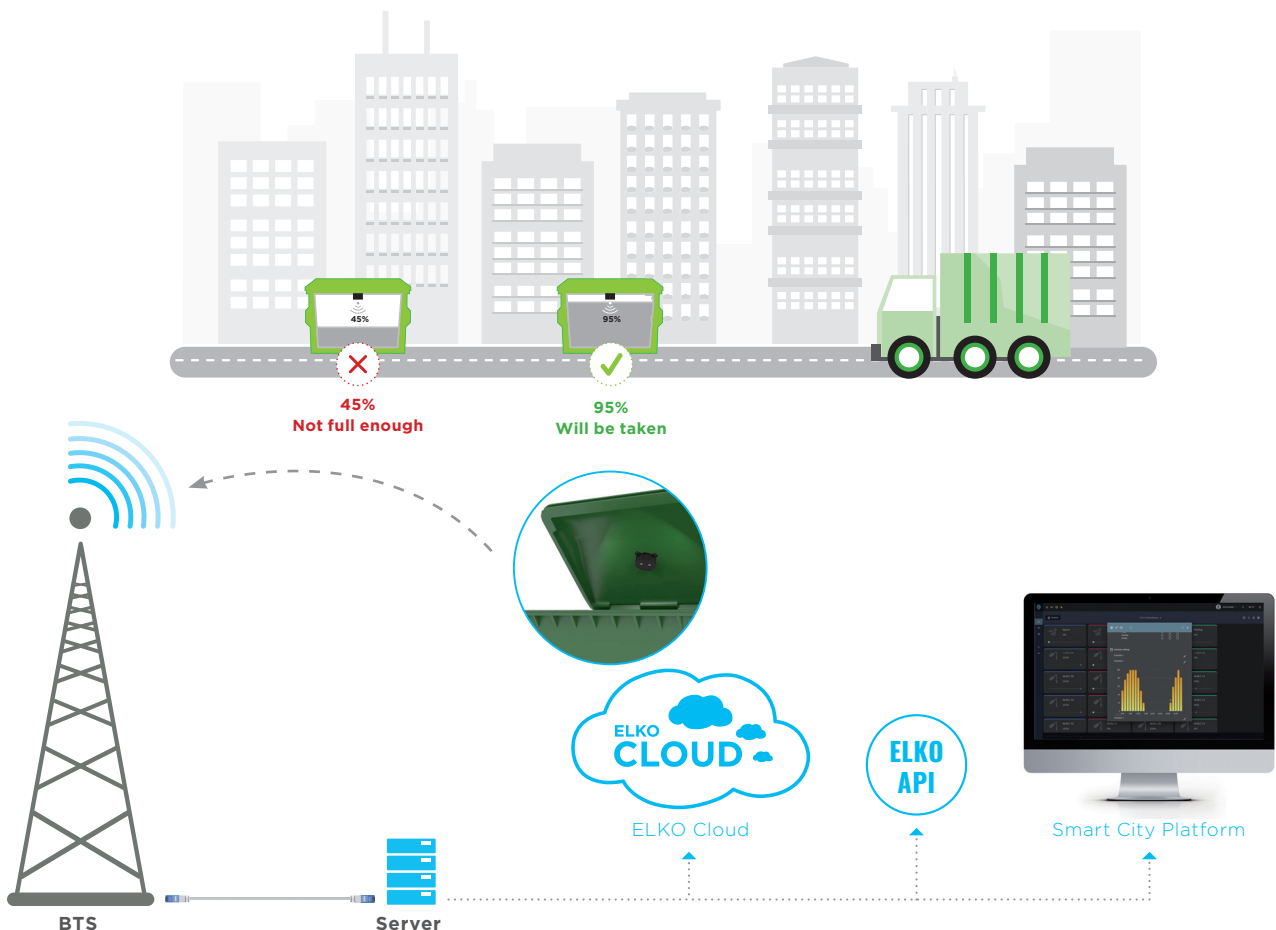 45%
95%
45%
Not full enough
95%
Will be taken
ELKO
CLOUD
ELKO
API
ELKO Cloud
Smart City Platform
BTS
Server